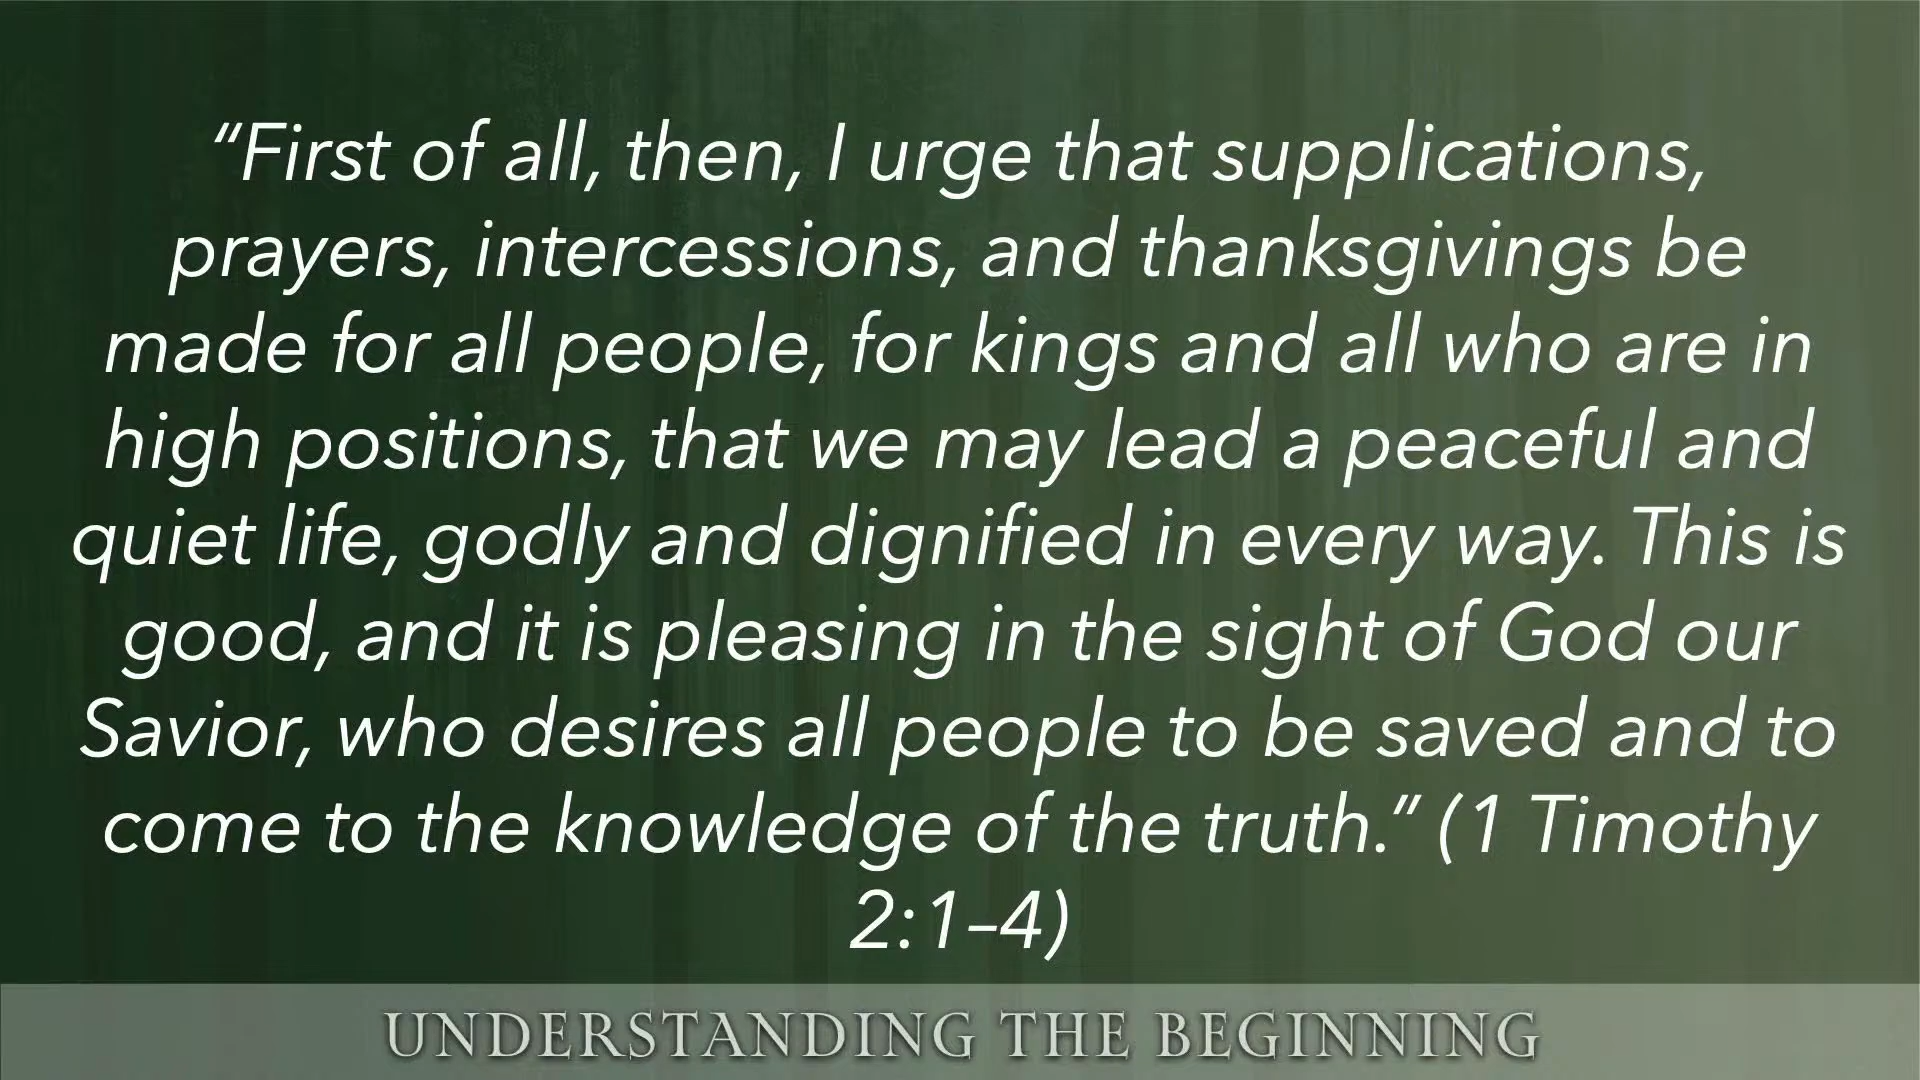 “First of all, then, I urge that supplications,
prayers, intercessions, and thanksgivings be
made for all people, for kings and all who are in
high positions, that we may lead a peaceful and
quiet life, godly and dignified in every way. This is
good, and it is pleasing in the sight of God our
Savior, who desires all people to be saved and to
come to the knowledge of the truth.” (1 Timothy
2:1–4)
UNDERSTANDING THE BEGINNING